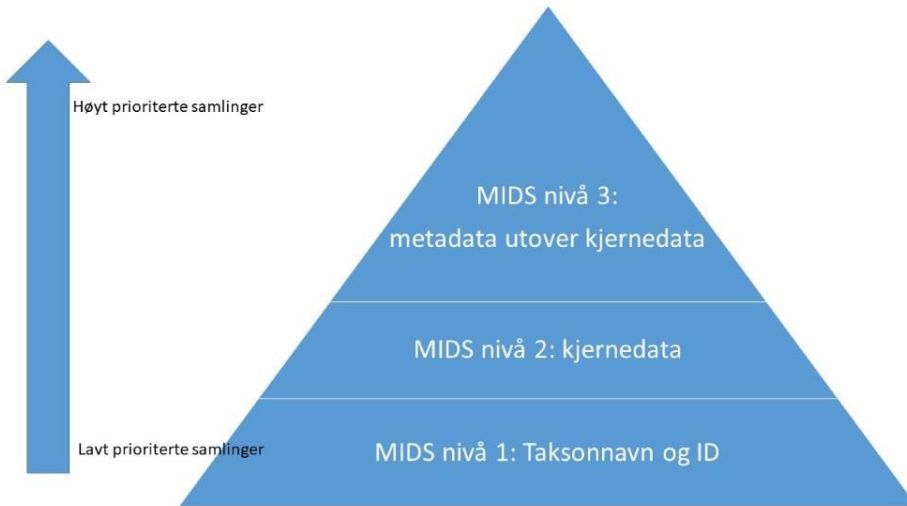 Høyt prioriterte samlinger
MIDS nivå 3:
metadata utover kjernedata
MIDS nivå 2: kjernedata
Lavt prioriterte samlinger
MIDS nivå 1: Taksonnavn og ID